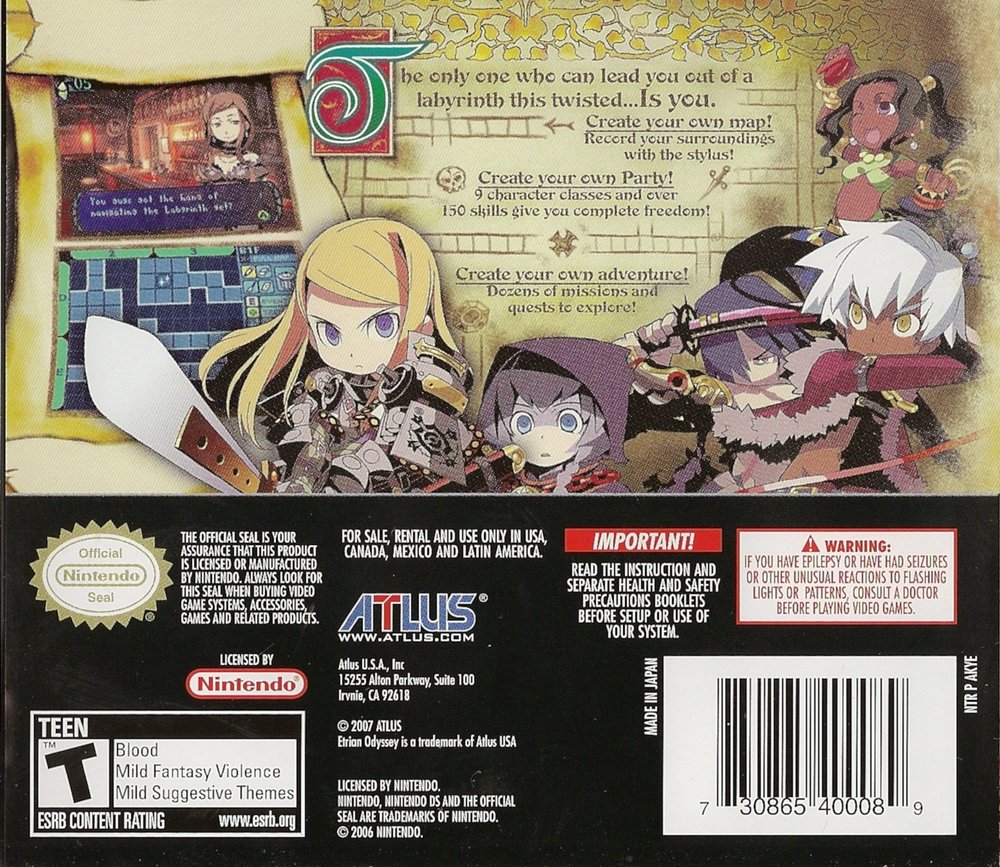 The only one who can lead you out of a
labyrinth this twisted...Is you.
Create your own map!
Record your surroundings
with the stylus!
Create your own Party!
9 character classes and over
150 skills give you complete freedom!
Create your own adventure!
Dozens of missions and
quests to explore!
05
You guys got the hang of
navigating the Labyrinth yet?
2
3
B1F
D
E
Official
Nintendo
Seal
®
THE OFFICIAL SEAL IS YOUR
ASSURANCE THAT THIS PRODUCT
IS LICENSED OR MANUFACTURED
BY NINTENDO. ALWAYS LOOK FOR
THIS SEAL WHEN BUYING VIDEO
GAME SYSTEMS, ACCESSORIES,
GAMES AND RELATED PRODUCTS.
LICENSED BY
Nintendo®
TEEN
T
™
Blood
Mild Fantasy Violence
Mild Suggestive Themes
ESRB CONTENT RATING www.esrb.org
FOR SALE, RENTAL AND USE ONLY IN USA,
CANADA, MEXICO AND LATIN AMERICA.
ATLUS®
WWW.ATLUS.COM
Atlus U.S.A., Inc
15255 Alton Parkway, Suite 100
Irvnie, CA 92618
© 2007 ATLUS
Etrian Odyssey is a trademark of Atlus USA
LICENSED BY NINTENDO.
NINTENDO, NINTENDO DS AND THE OFFICIAL
SEAL ARE TRADEMARKS OF NINTENDO.
© 2006 NINTENDO.
IMPORTANT!
READ THE INSTRUCTION AND
SEPARATE HEALTH AND SAFETY
PRECAUTIONS BOOKLETS
BEFORE SETUP OR USE OF
YOUR SYSTEM.
WARNING:
IF YOU HAVE EPILEPSY OR HAVE HAD SEIZURES
OR OTHER UNUSUAL REACTIONS TO FLASHING
LIGHTS OR PATTERNS, CONSULT A DOCTOR
BEFORE PLAYING VIDEO GAMES.
MADE IN JAPAN
7 30865 40008 9
NTR P AKYE